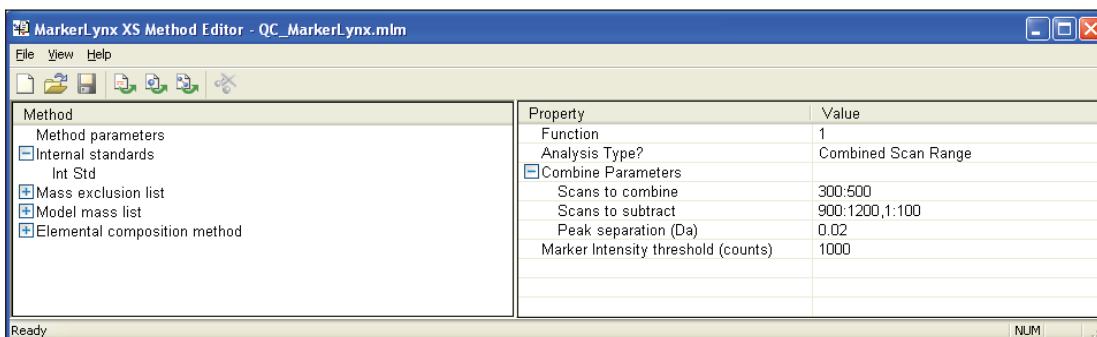 MarkerLynx XS Method Editor - QC_MarkerLynx.mlm
File View Help
Method
Method parameters
Internal standards
Int Std
Mass exclusion list
Model mass list
Elemental composition method
Property Value
Function 1
Analysis Type? Combined Scan Range
Combine Parameters
Scans to combine 300:500
Scans to subtract 900:1200,1:100
Peak separation (Da) 0.02
Marker Intensity threshold (counts) 1000
Ready NUM